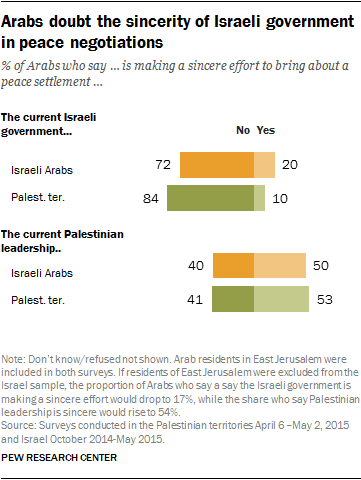 Arabs doubt the sincerity of Israeli government
in peace negotiations
% of Arabs who say ... is making a sincere effort to bring about a
peace settlement ...
The current Israeli
government...
No Yes
Israeli Arabs 72 20
Palest. ter. 84 10
The current Palestinian
leadership..
Israeli Arabs 40 50
Palest. ter. 41 53
Note: Don't know/refused not shown. Arab residents in East Jerusalem were
included in both surveys. If residents of East Jerusalem were excluded from the
Israel sample, the proportion of Arabs who say a say the Israeli government is
making a sincere effort would drop to 17%, while the share who say Palestinian
leadership is sincere would rise to 54%.
Source: Surveys conducted in the Palestinian territories April 6 –May 2, 2015
and Israel October 2014-May 2015.
PEW RESEARCH CENTER